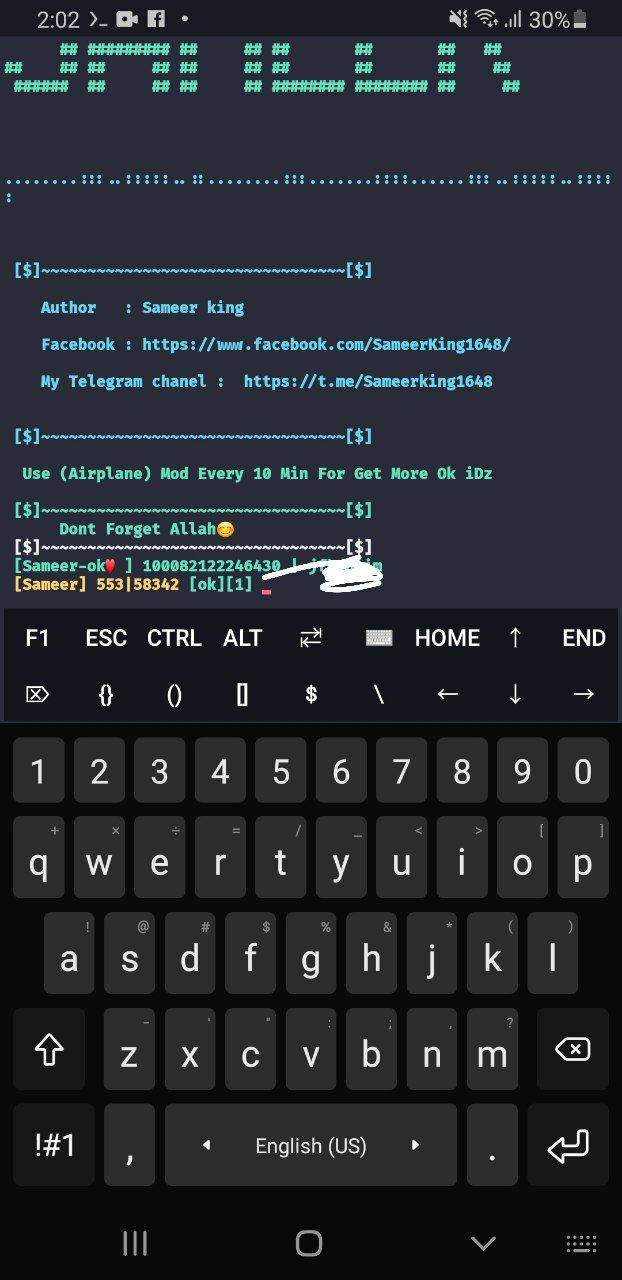 2:02 30%
[$]~~~~~~~~~~~~~~~~~~~~~~~~~~~~~~~~~[$]
Author : Sameer king
Facebook : https://www.facebook.com/SameerKing1648/
My Telegram chanel : https://t.me/Sameerking1648
[$]~~~~~~~~~~~~~~~~~~~~~~~~~~~~~~~~~[$]
Use (Airplane) Mod Every 10 Min For Get More Ok iDz
[$]~~~~~~~~~~~~~~~~~~~~~~~~~~~~~~~~~[$]
Dont Forget Allah😊
[$]~~~~~~~~~~~~~~~~~~~~~~~~~~~~~~~~~[$]
[Sameer-ok♥ ] 100082122246430 |
[Sameer] 553|58342 [ok][1]
F1 ESC CTRL ALT ⇄ ⌨ HOME ↑ END
⌦ {} () [] $ \ ← ↓ →
1 2 3 4 5 6 7 8 9 0
+ × ÷ = / _ < > [ ]
q w e r t y u i o p
! @ # $ % & * ( )
a s d f g h j k l
- ' " : ; , ?
z x c v b n m
!#1 , English (US) .